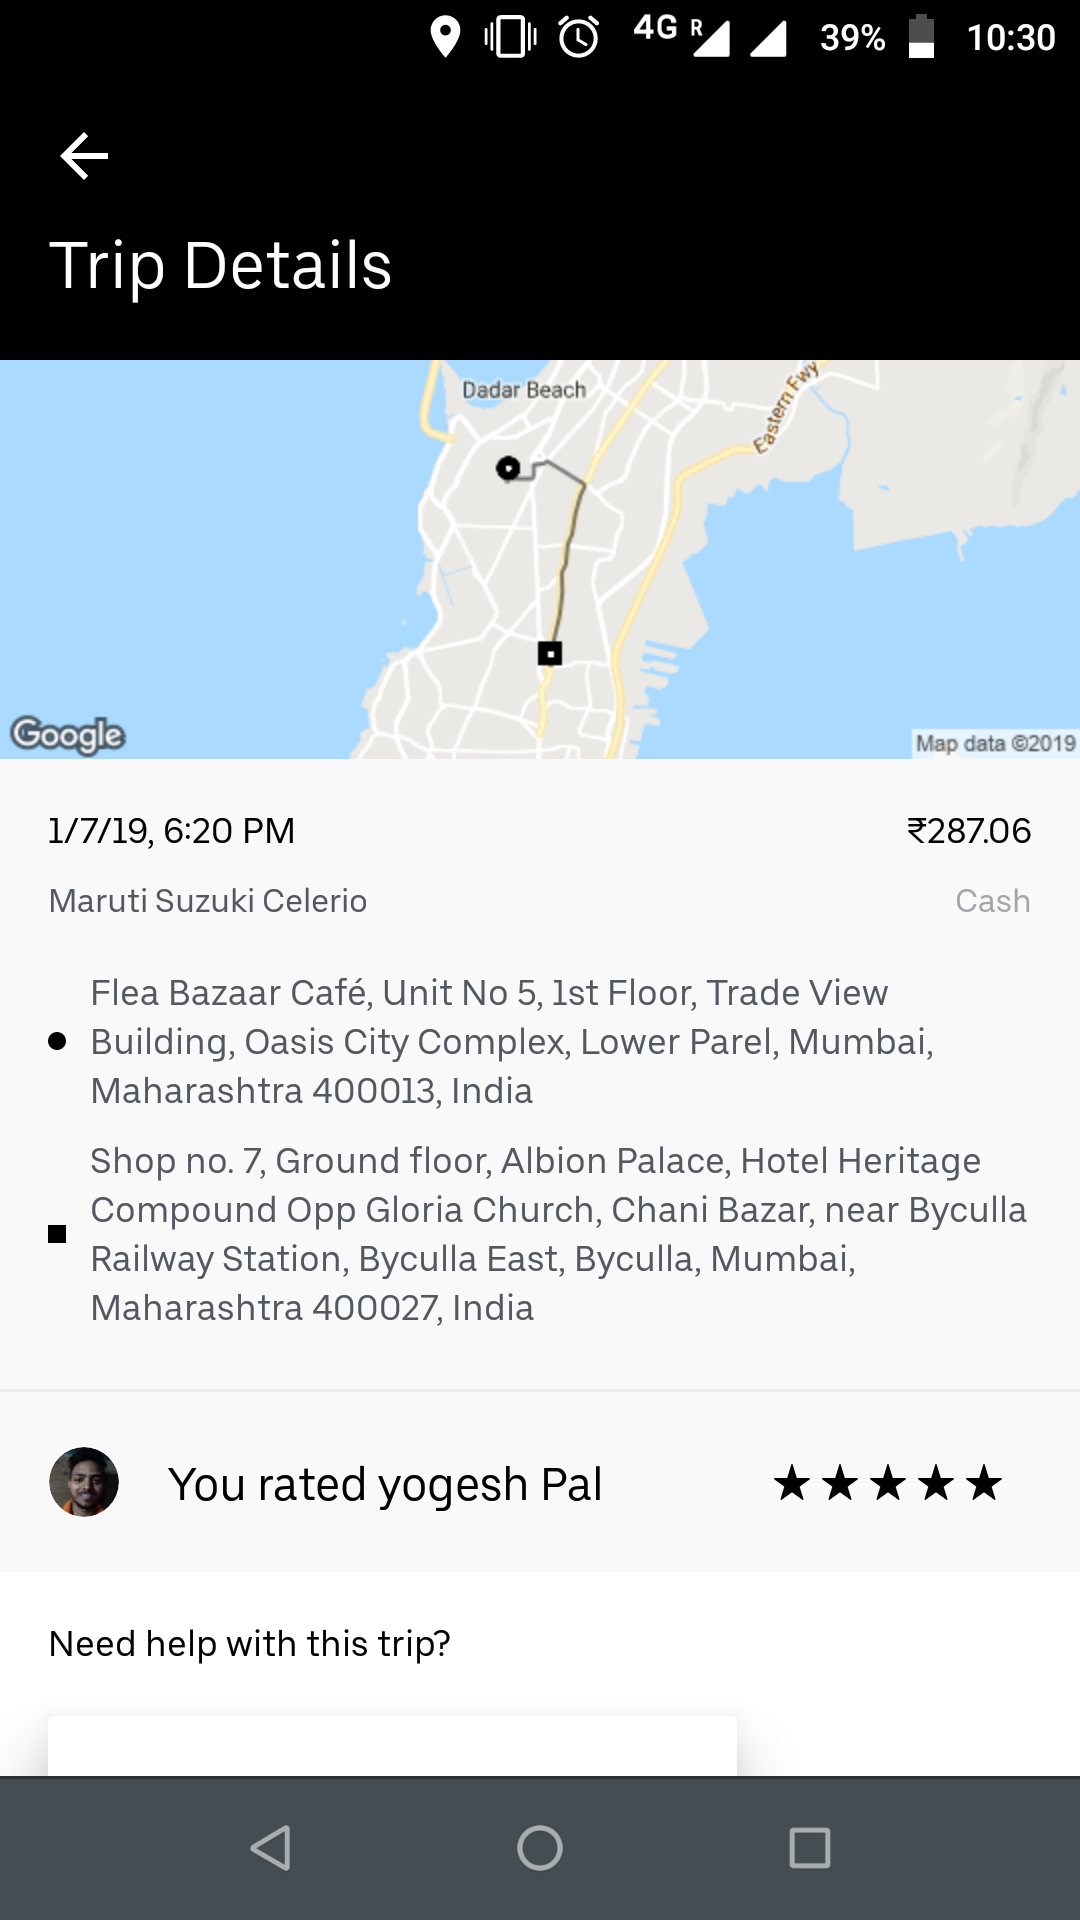 4G R 39% 10:30
Trip Details
Dadar Beach
Eastern Fwy
Google
Map data ©2019
1/7/19, 6:20 PM ₹287.06
Maruti Suzuki Celerio Cash
Flea Bazaar Café, Unit No 5, 1st Floor, Trade View
Building, Oasis City Complex, Lower Parel, Mumbai,
Maharashtra 400013, India
Shop no. 7, Ground floor, Albion Palace, Hotel Heritage
Compound Opp Gloria Church, Chani Bazar, near Byculla
Railway Station, Byculla East, Byculla, Mumbai,
Maharashtra 400027, India
You rated yogesh Pal
Need help with this trip?